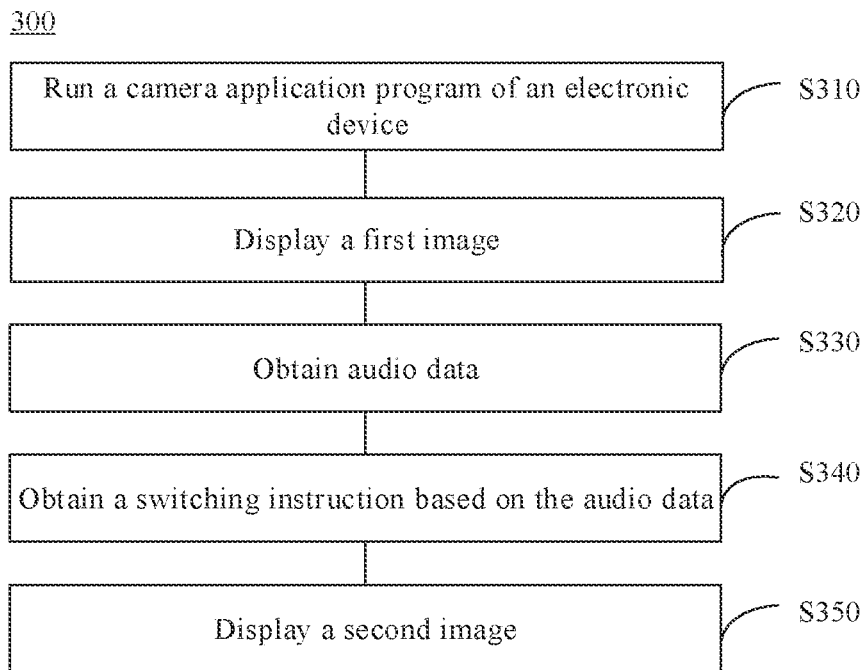 300
Run a camera application program of an electronic
device
S310
Display a first image
S320
Obtain audio data
S330
Obtain a switching instruction based on the audio data
S340
Display a second image
S350